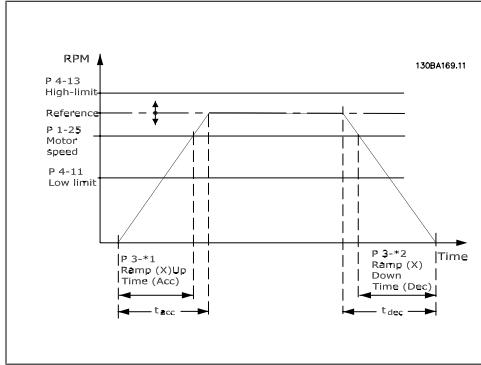 RPM
130BA169.11
P 4-13
High-limit
Reference
P 1-25
Motor
speed
P 4-11
Low limit
Time
P 3-*1
Ramp (X)Up
Time (Acc)
P 3-*2
Ramp (X)
Down
Time (Dec)
tacc
tdec